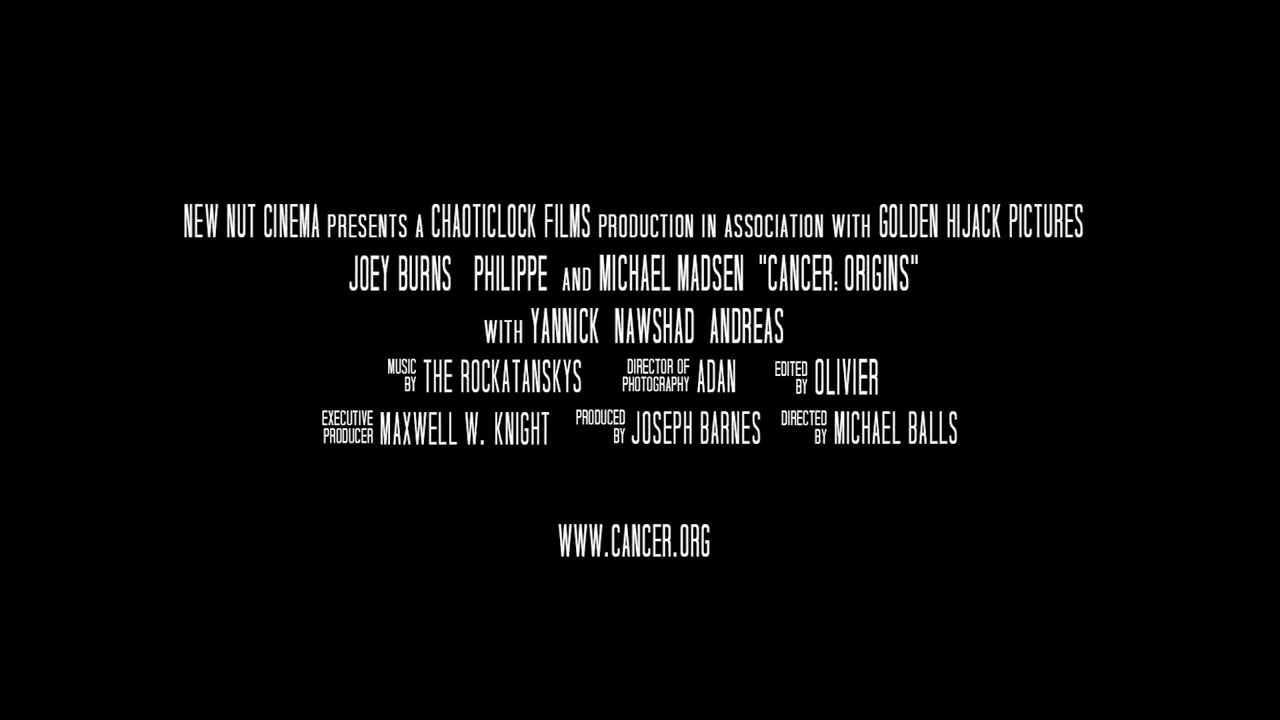 NEW NUT CINEMA PRESENTS A CHAOTICLOCK FILMS PRODUCTION IN ASSOCIATION WITH GOLDEN HIJACK PICTURES
JOEY BURNS PHILIPPE AND MICHAEL MADSEN "CANCER: ORIGINS"
WITH YANNICK NAWSHAD ANDREAS
MUSIC BY THE ROCKATANSKYS DIRECTOR OF PHOTOGRAPHY ADAN EDITED BY OLIVIER
EXECUTIVE PRODUCER MAXWELL W. KNIGHT PRODUCED BY JOSEPH BARNES DIRECTED BY MICHAEL BALLS
WWW.CANCER.ORG